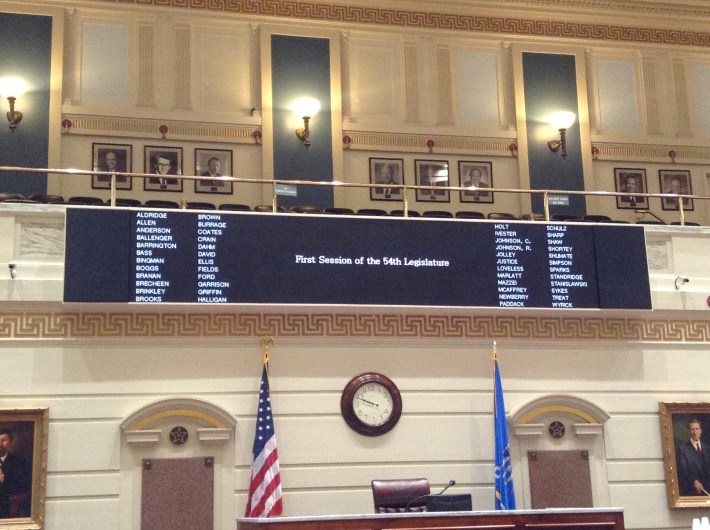 ALDRIDGE BROWN
ALLEN BURRAGE
ANDERSON COATES
BALLENGER CRAIN
BARRINGTON DAHM
BASS DAVID
BINGMAN ELLIS
BOGGS FIELDS
BRANAN FORD
BRECHEEN GARRISON
BRINKLEY GRIFFIN
BROOKS HALLIGAN
First Session of the 54th Legislature
HOLT SCHULZ
IVESTER SHARP
JOHNSON, C. SHAW
JOHNSON, R. SHORTEY
JOLLEY SHUMATE
JUSTICE SIMPSON
LOVELESS SPARKS
MARLATT STANDRIDGE
MAZZEI STANISLAWSKI
MCAFFREY SYKES
NEWBERRY TREAT
PADDACK WYRICK